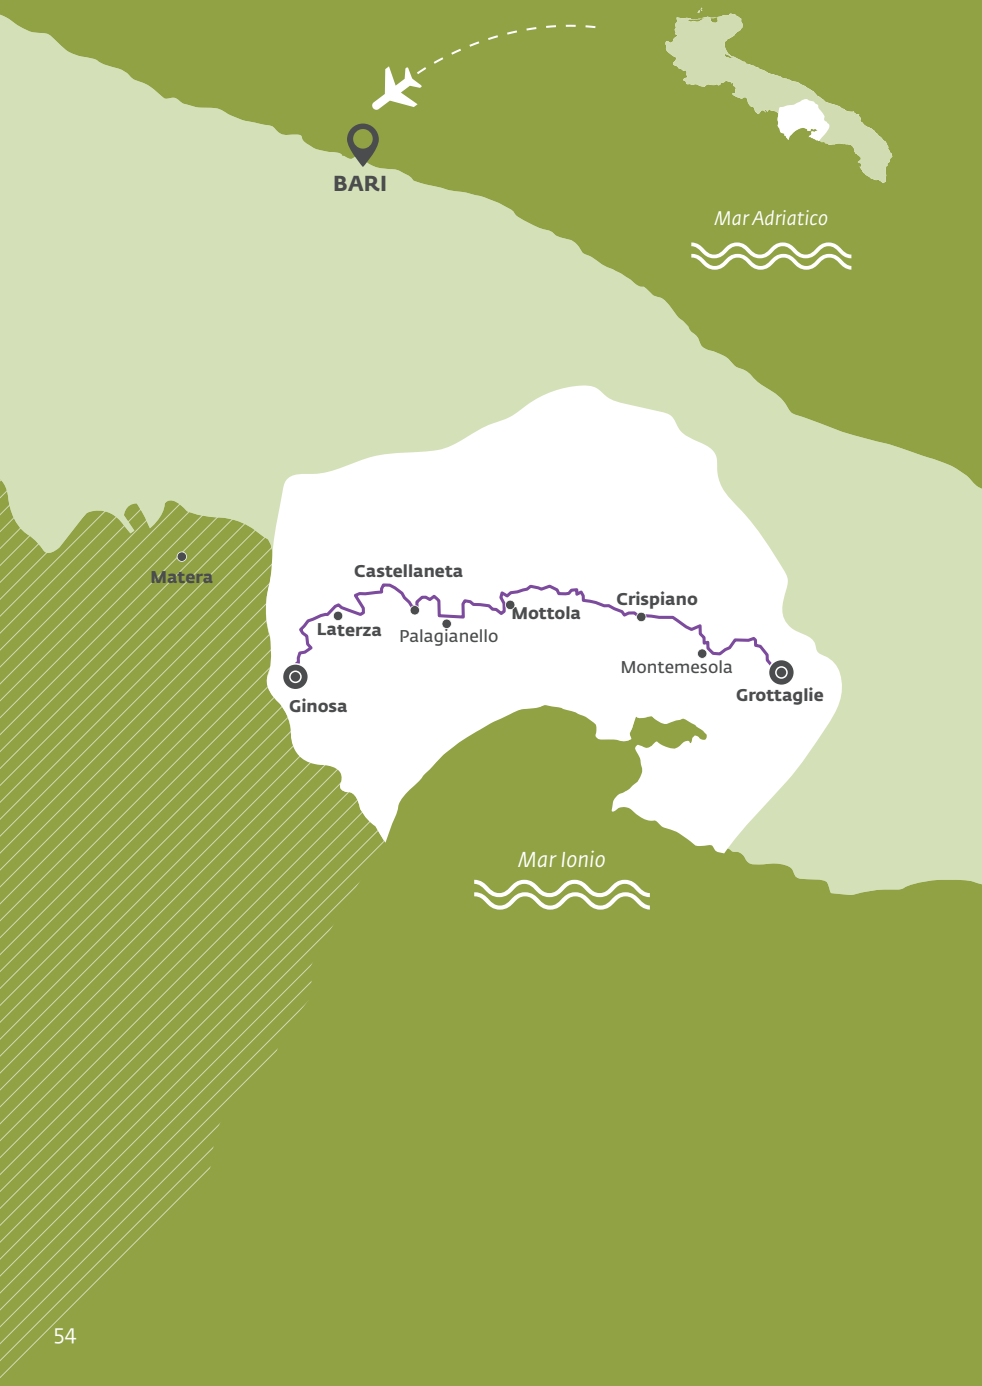 BARI
Mar Adriatico
Matera
Castellaneta
Laterza
Palagianello
Mottola
Crispiano
Montemesola
Ginosa
Grottaglie
Mar Ionio
54